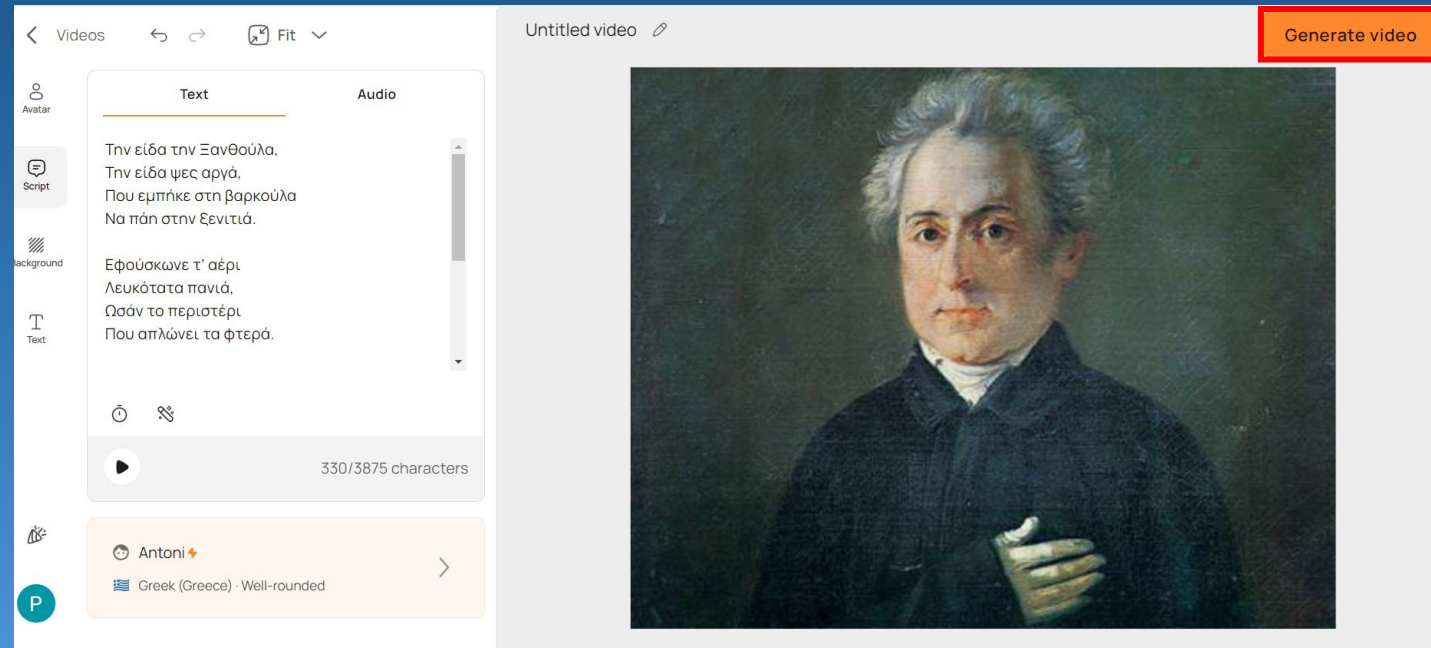 Videos
Fit
Untitled video
Generate video
Avatar
Script
Background
Text
Text
Audio
Την είδα την Ξανθούλα,
Την είδα ψες αργά,
Που εμπήκε στη βαρκούλα
Να πάη στην ξενιτιά.
Εφούσκωνε τ' αέρι
Λευκότατα πανιά,
Ωσάν το περιστέρι
Που απλώνει τα φτερά.
330/3875 characters
Antoni
Greek (Greece) · Well-rounded
P